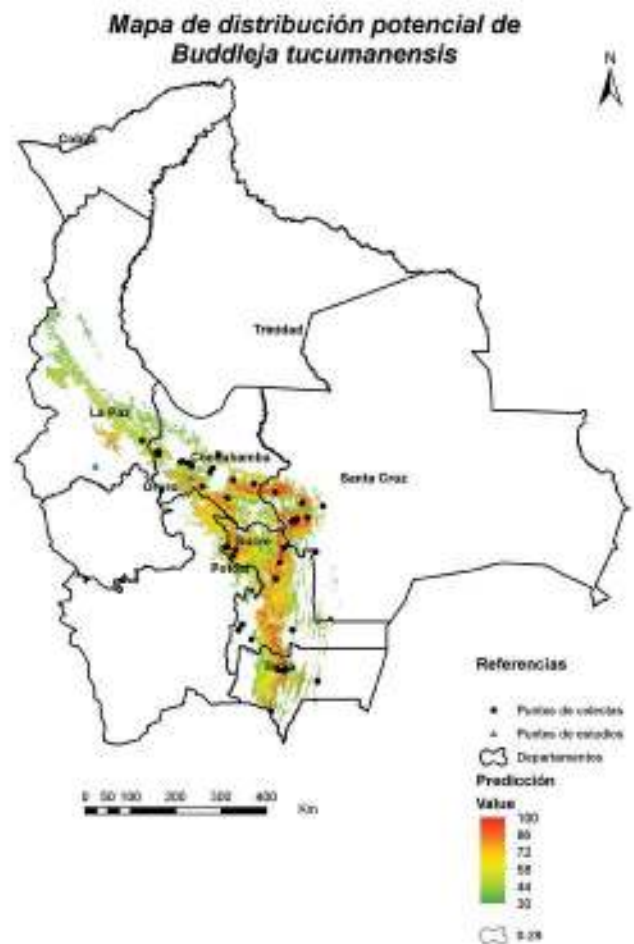 Mapa de distribución potencial de
Buddleja tucumanensis
N
Cobija
Trinidad
La Paz
Cochabamba
Santa Cruz
Oruro
Sucre
Potosí
Referencias
Puntos de colectas
Puntos de estudios
Departamentos
Predicción
Value
100
86
72
58
44
30
0 50 100 200 300 400
Km